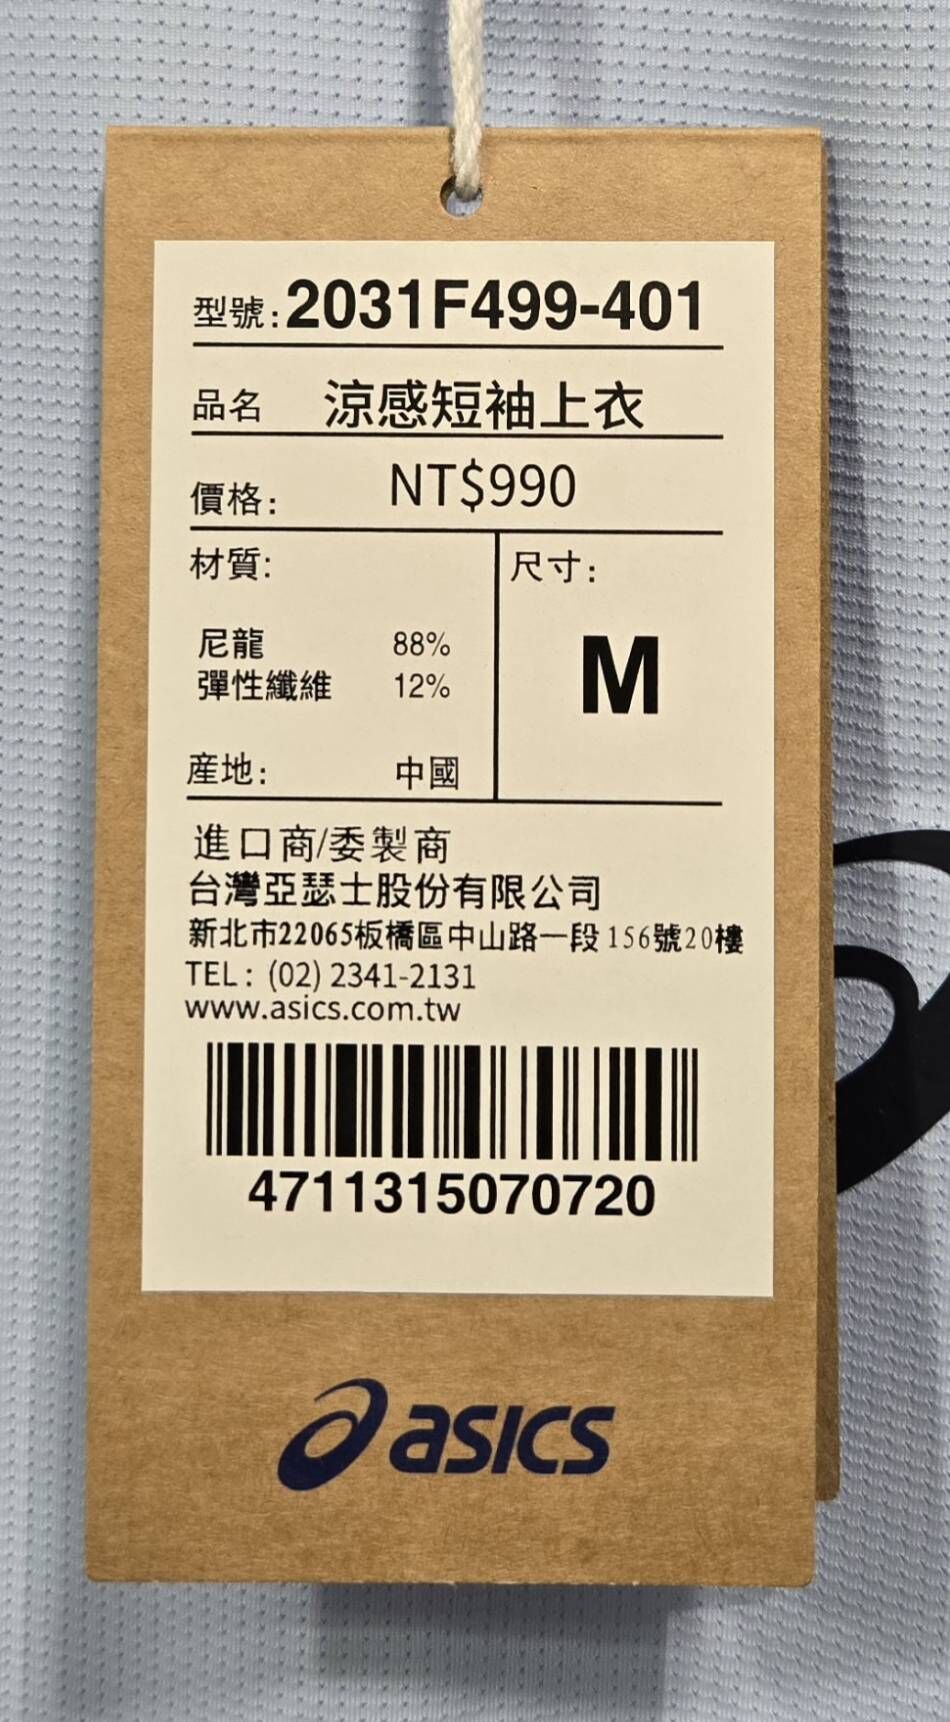 型號:2031F499-401
品名 涼感短袖上衣
價格: NT$990
材質: 尺寸:
尼龍 88%
彈性纖維 12%
M
産地: 中國
進口商/委製商
台灣亞瑟士股份有限公司
新北市22065板橋區中山路一段156號20樓
TEL: (02) 2341-2131
www.asics.com.tw
4711315070720
asics